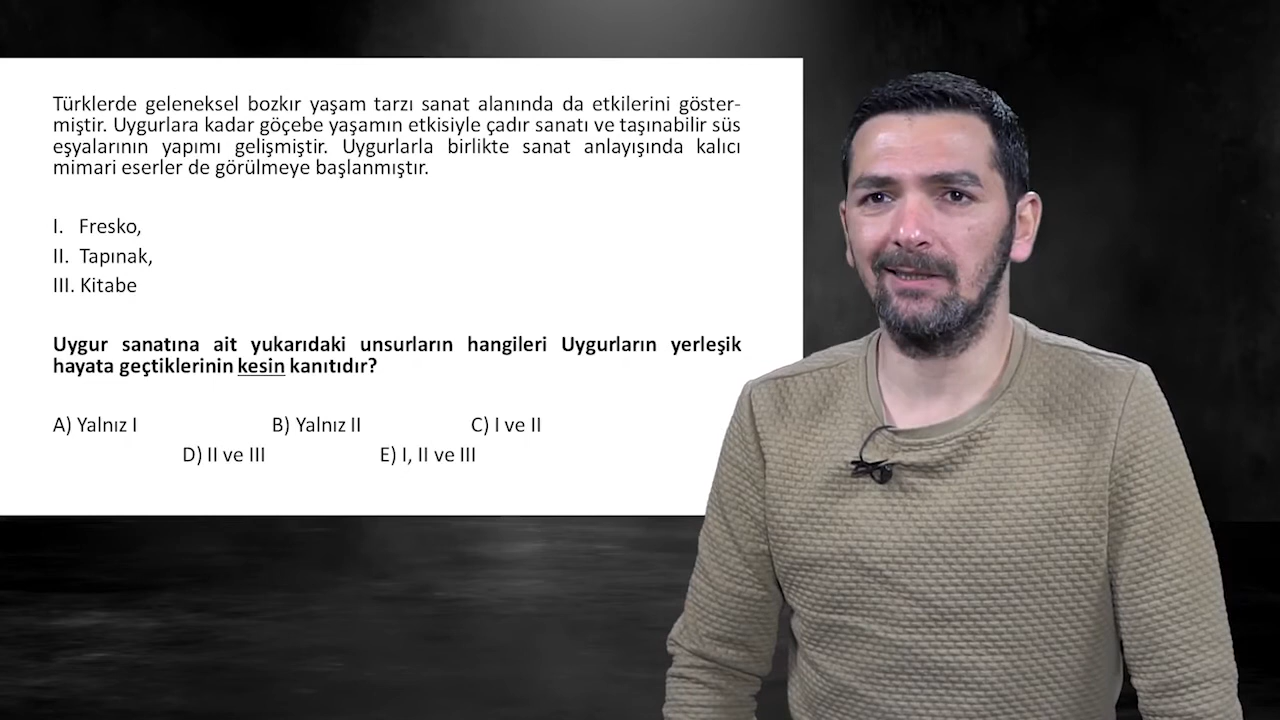 Türklerde geleneksel bozkır yaşam tarzı sanat alanında da etkilerini göster-
miştir. Uygurlara kadar göçebe yaşamın etkisiyle çadır sanatı ve taşınabilir süs
eşyalarının yapımı gelişmiştir. Uygurlarla birlikte sanat anlayışında kalıcı
mimari eserler de görülmeye başlanmıştır.
I. Fresko,
II. Tapınak,
III. Kitabe
Uygur sanatına ait yukarıdaki unsurların hangileri Uygurların yerleşik
hayata geçtiklerinin kesin kanıtıdır?
A) Yalnız I B) Yalnız II C) I ve II
D) II ve III E) I, II ve III